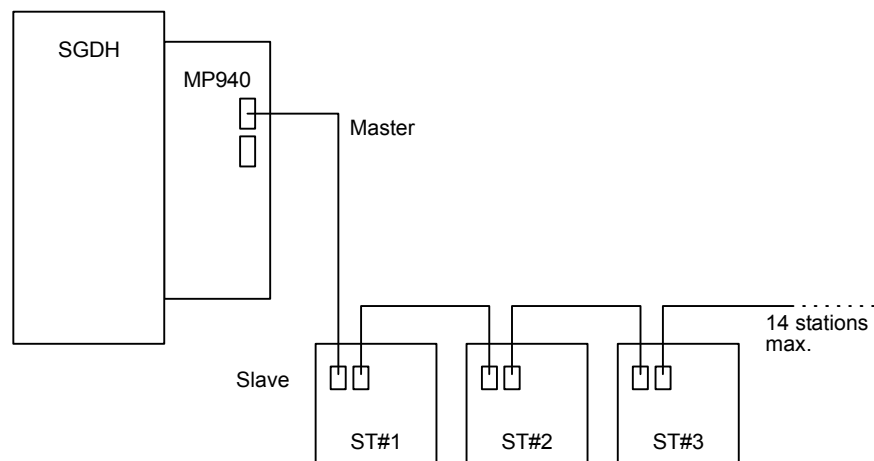 SGDH
MP940
Master
14 stations
max.
Slave
ST#1
ST#2
ST#3